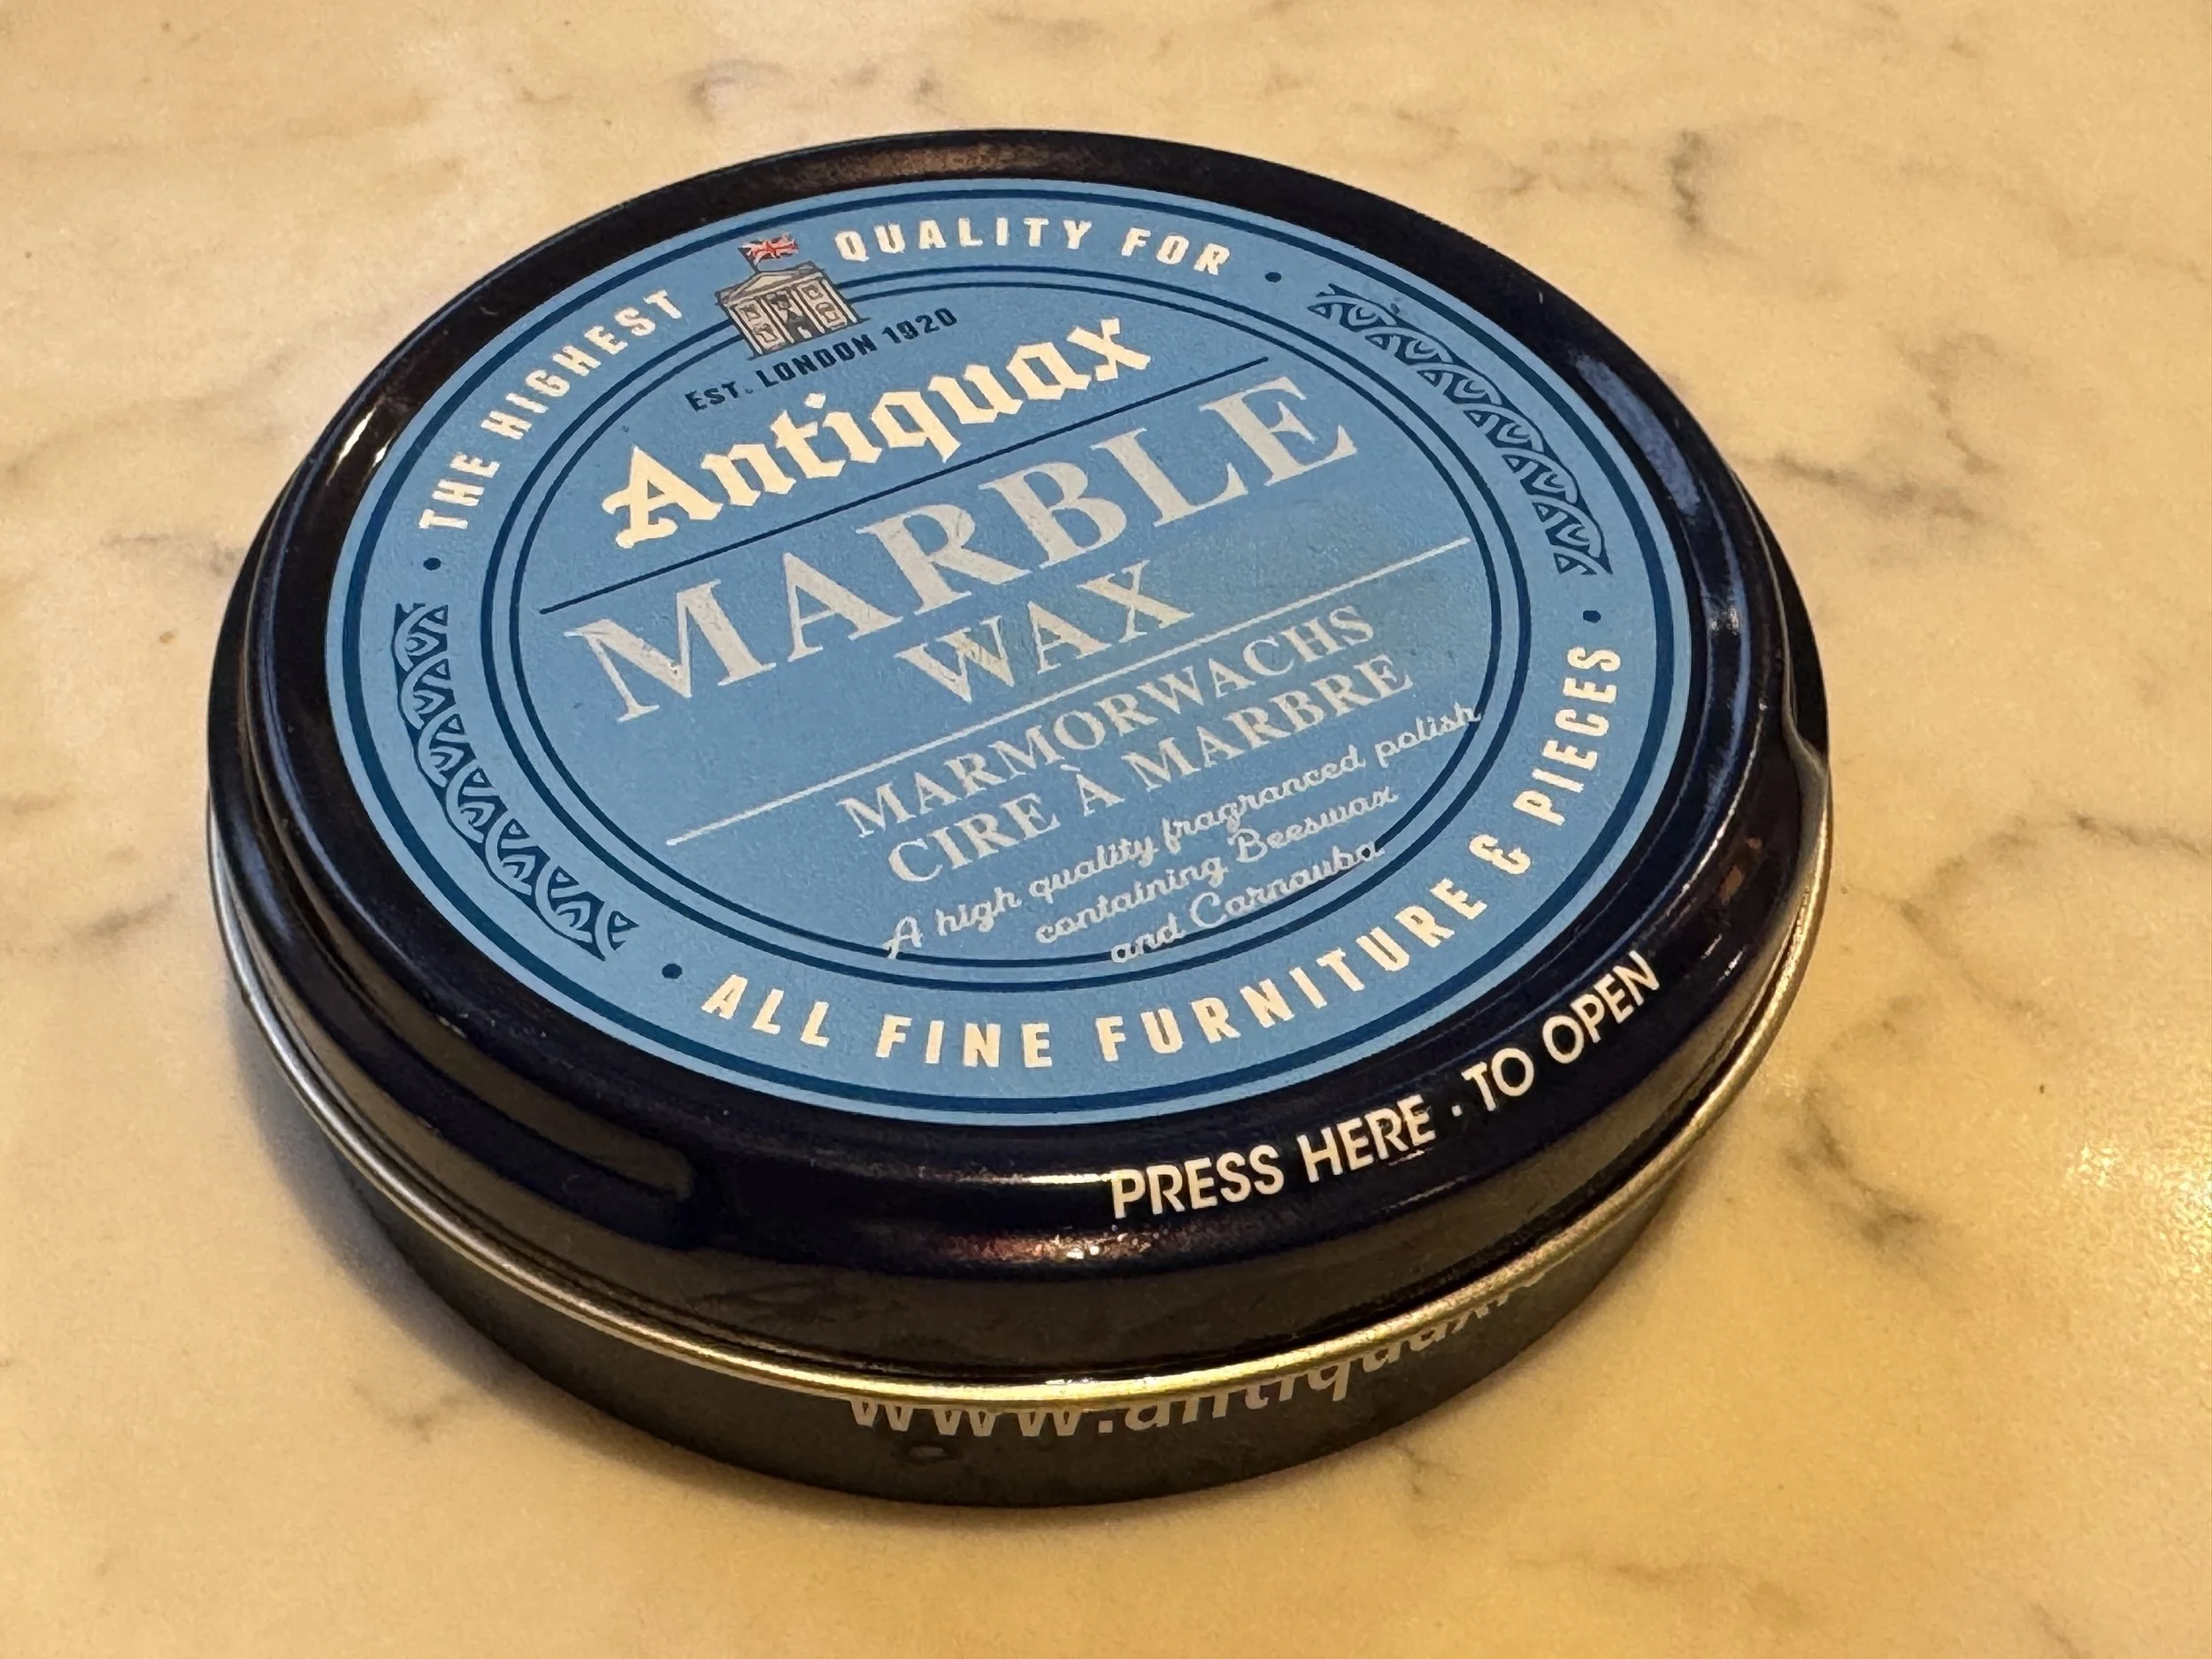 THE HIGHEST QUALITY FOR
EST. LONDON 1920
Antiquax
MARBLE
WAX
MARMORWACHS
CIRE À MARBRE
A high quality fragranced polish
containing Beeswax
and Carnauba
ALL FINE FURNITURE & PIECES
PRESS HERE · TO OPEN